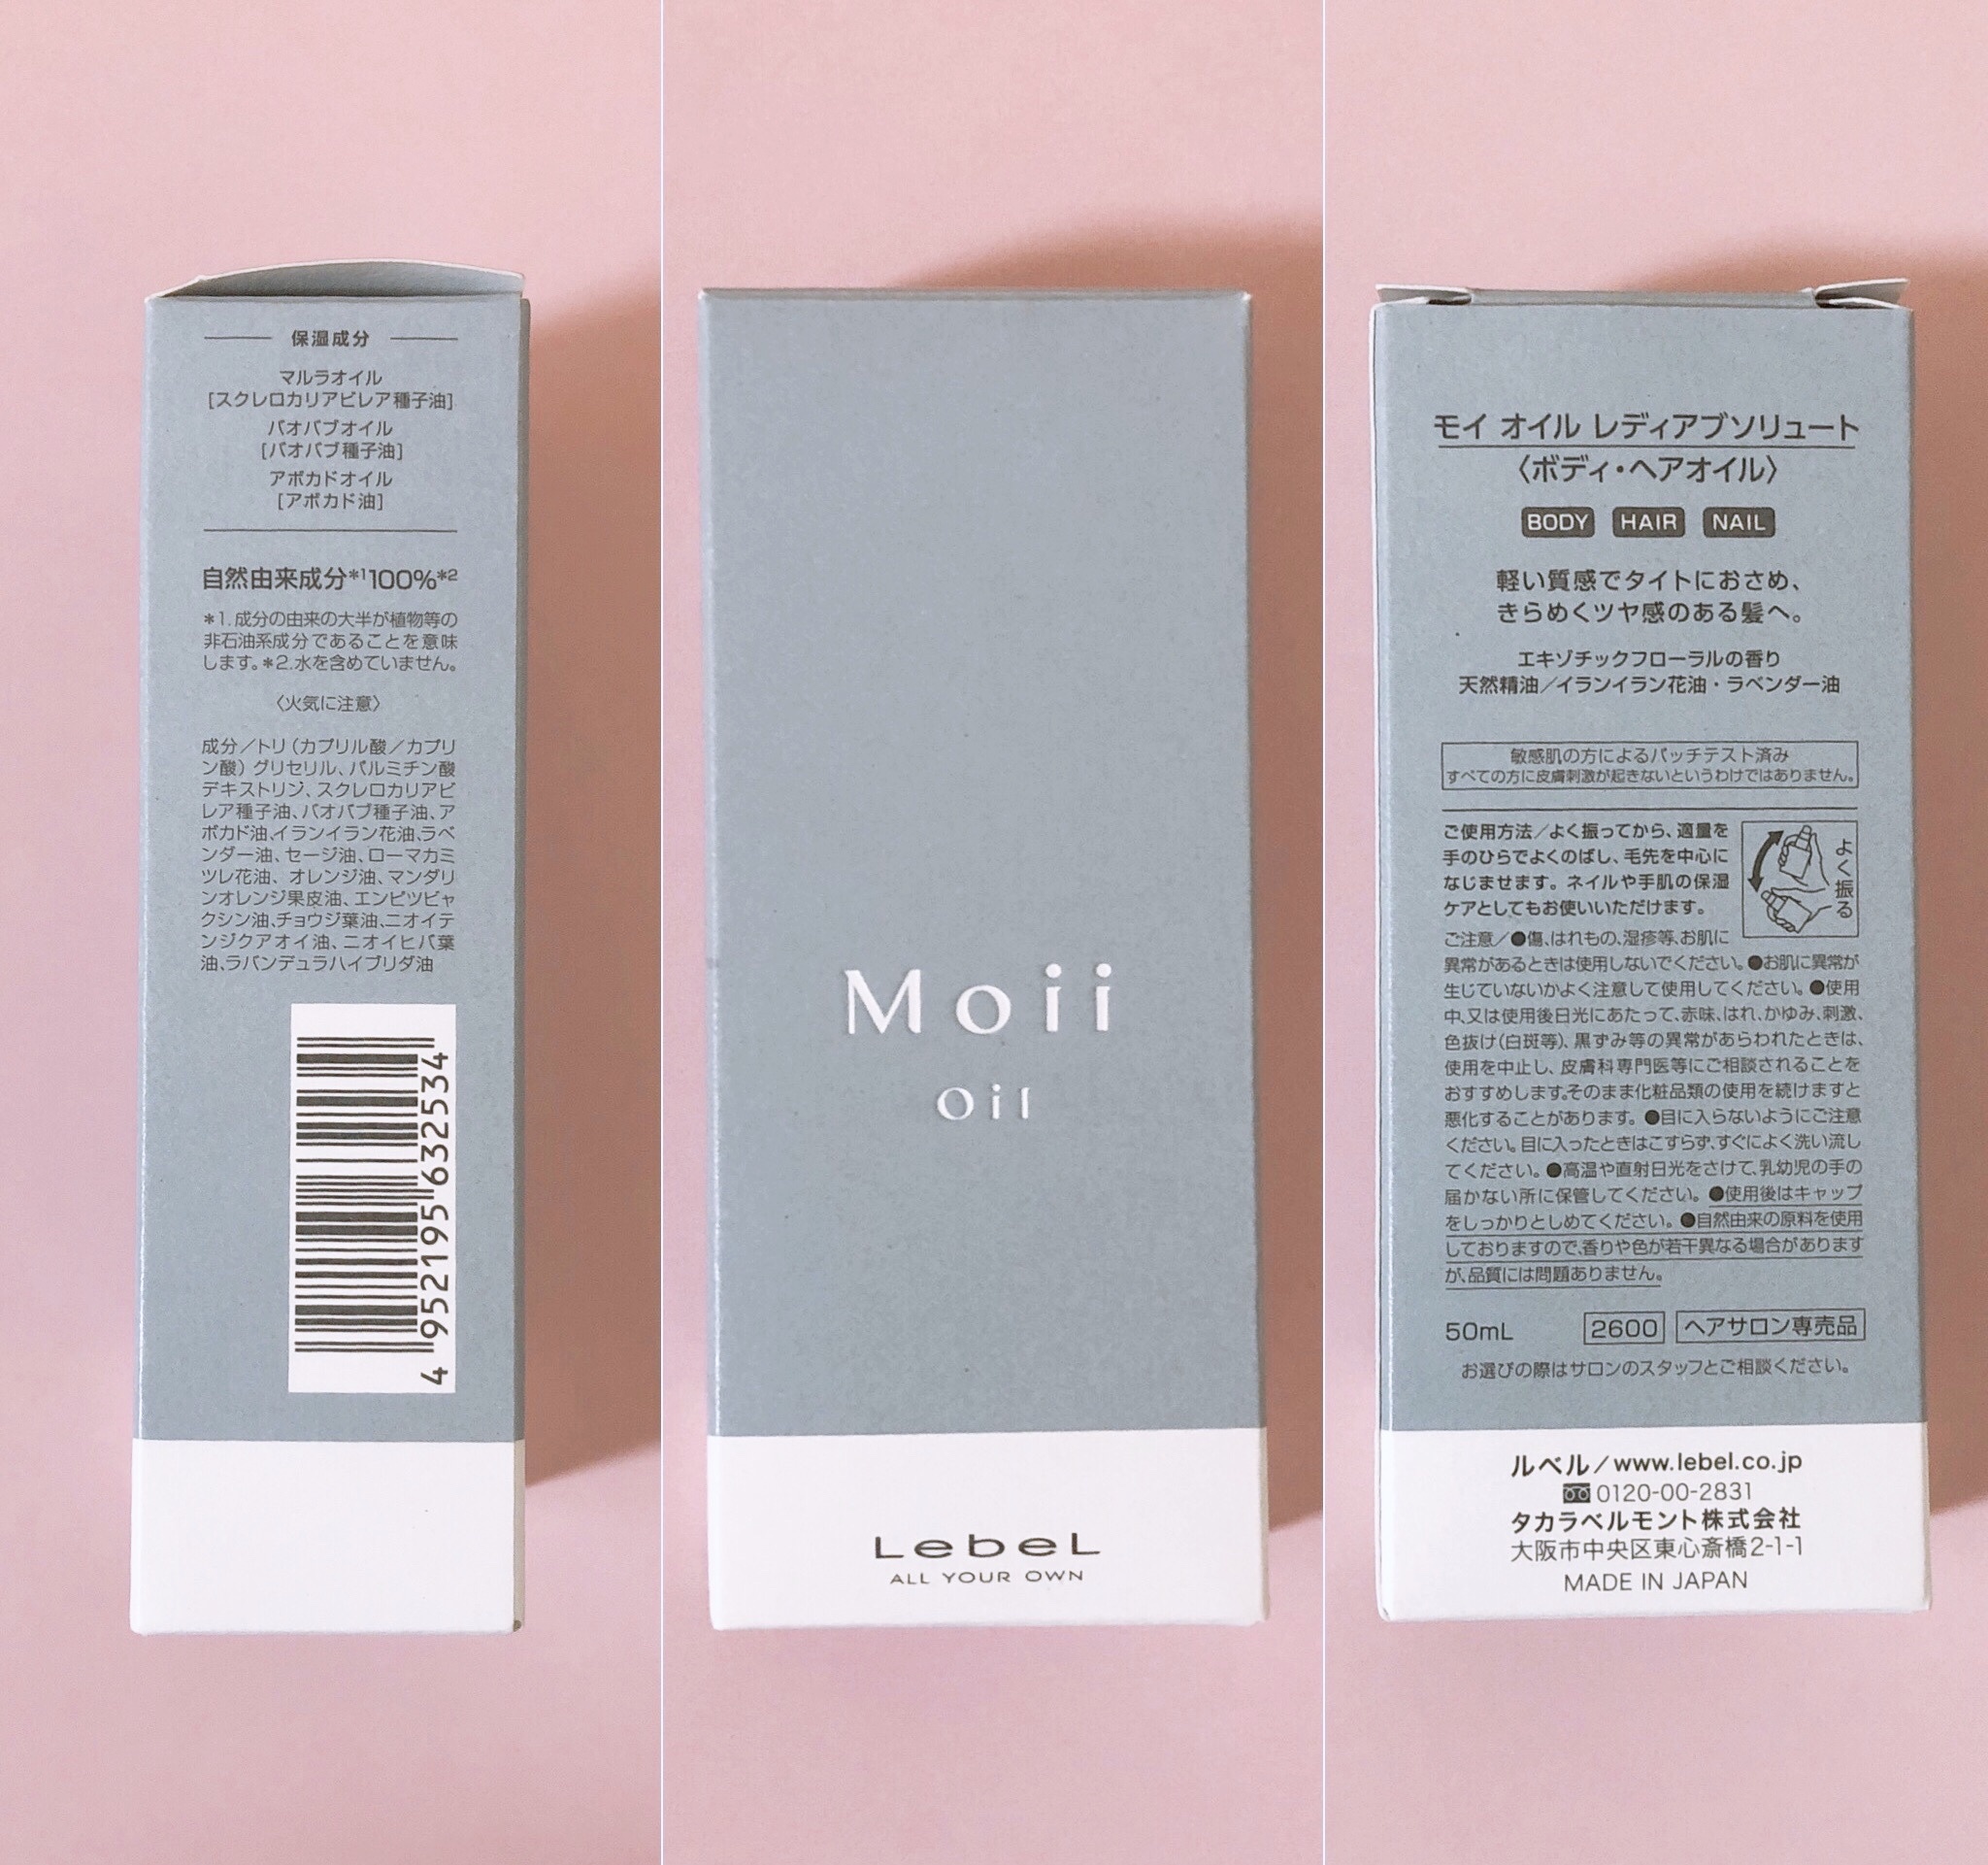 保湿成分
マルラオイル
[スクレロカリアビレア種子油]
バオバブオイル
[バオバブ種子油]
アボカドオイル
[アボカド油]
自然由来成分*1100%*2
*1.成分の由来の大半が植物等の
非石油系成分であることを意味
します。*2.水を含めていません。
〈火気に注意〉
成分/トリ(カプリル酸/カプリ
ン酸)グリセリル、パルミチン酸
デキストリン、スクレロカリアビ
レア種子油、バオバブ種子油、ア
ボカド油、イランイラン花油、ラベ
ンダー油、セージ油、ローマカミ
ツレ花油、オレンジ油、マンダリ
ンオレンジ果皮油、エンピツビャ
クシン油、チョウジ葉油、ニオイテ
ンジクアオイ油、ニオイヒバ葉
油、ラバンデュラハイブリダ油
4 952195 632534
Moii
oil
LebeL
ALL YOUR OWN
モイ オイル レディアブソリュート
〈ボディ・ヘアオイル〉
BODY HAIR NAIL
軽い質感でタイトにおさめ、
きらめくツヤ感のある髪へ。
エキゾチックフローラルの香り
天然精油/イランイラン花油・ラベンダー油
敏感肌の方によるパッチテスト済み
すべての方に皮膚刺激が起きないというわけではありません。
ご使用方法/よく振ってから、適量を
手のひらでよくのばし、毛先を中心に
なじませます。ネイルや手肌の保湿
ケアとしてもお使いいただけます。
よく振る
ご注意/●傷、はれもの、湿疹等、お肌に
異常があるときは使用しないでください。●お肌に異常が
生じていないかよく注意して使用してください。●使用
中、又は使用後日光にあたって、赤味、はれ、かゆみ、刺激、
色抜け(白斑等)、黒ずみ等の異常があらわれたときは、
使用を中止し、皮膚科専門医等にご相談されることを
おすすめします。そのまま化粧品類の使用を続けますと
悪化することがあります。●目に入らないようにご注意
ください。目に入ったときはこすらず、すぐによく洗い流し
てください。●高温や直射日光をさけて、乳幼児の手の
届かない所に保管してください。●使用後はキャップ
をしっかりとしめてください。●自然由来の原料を使用
しておりますので、香りや色が若干異なる場合があります
が、品質には問題ありません。
50mL 2600 ヘアサロン専売品
お選びの際はサロンのスタッフとご相談ください。
ルベル/www.lebel.co.jp
0120-00-2831
タカラベルモント株式会社
大阪市中央区東心斎橋2-1-1
MADE IN JAPAN